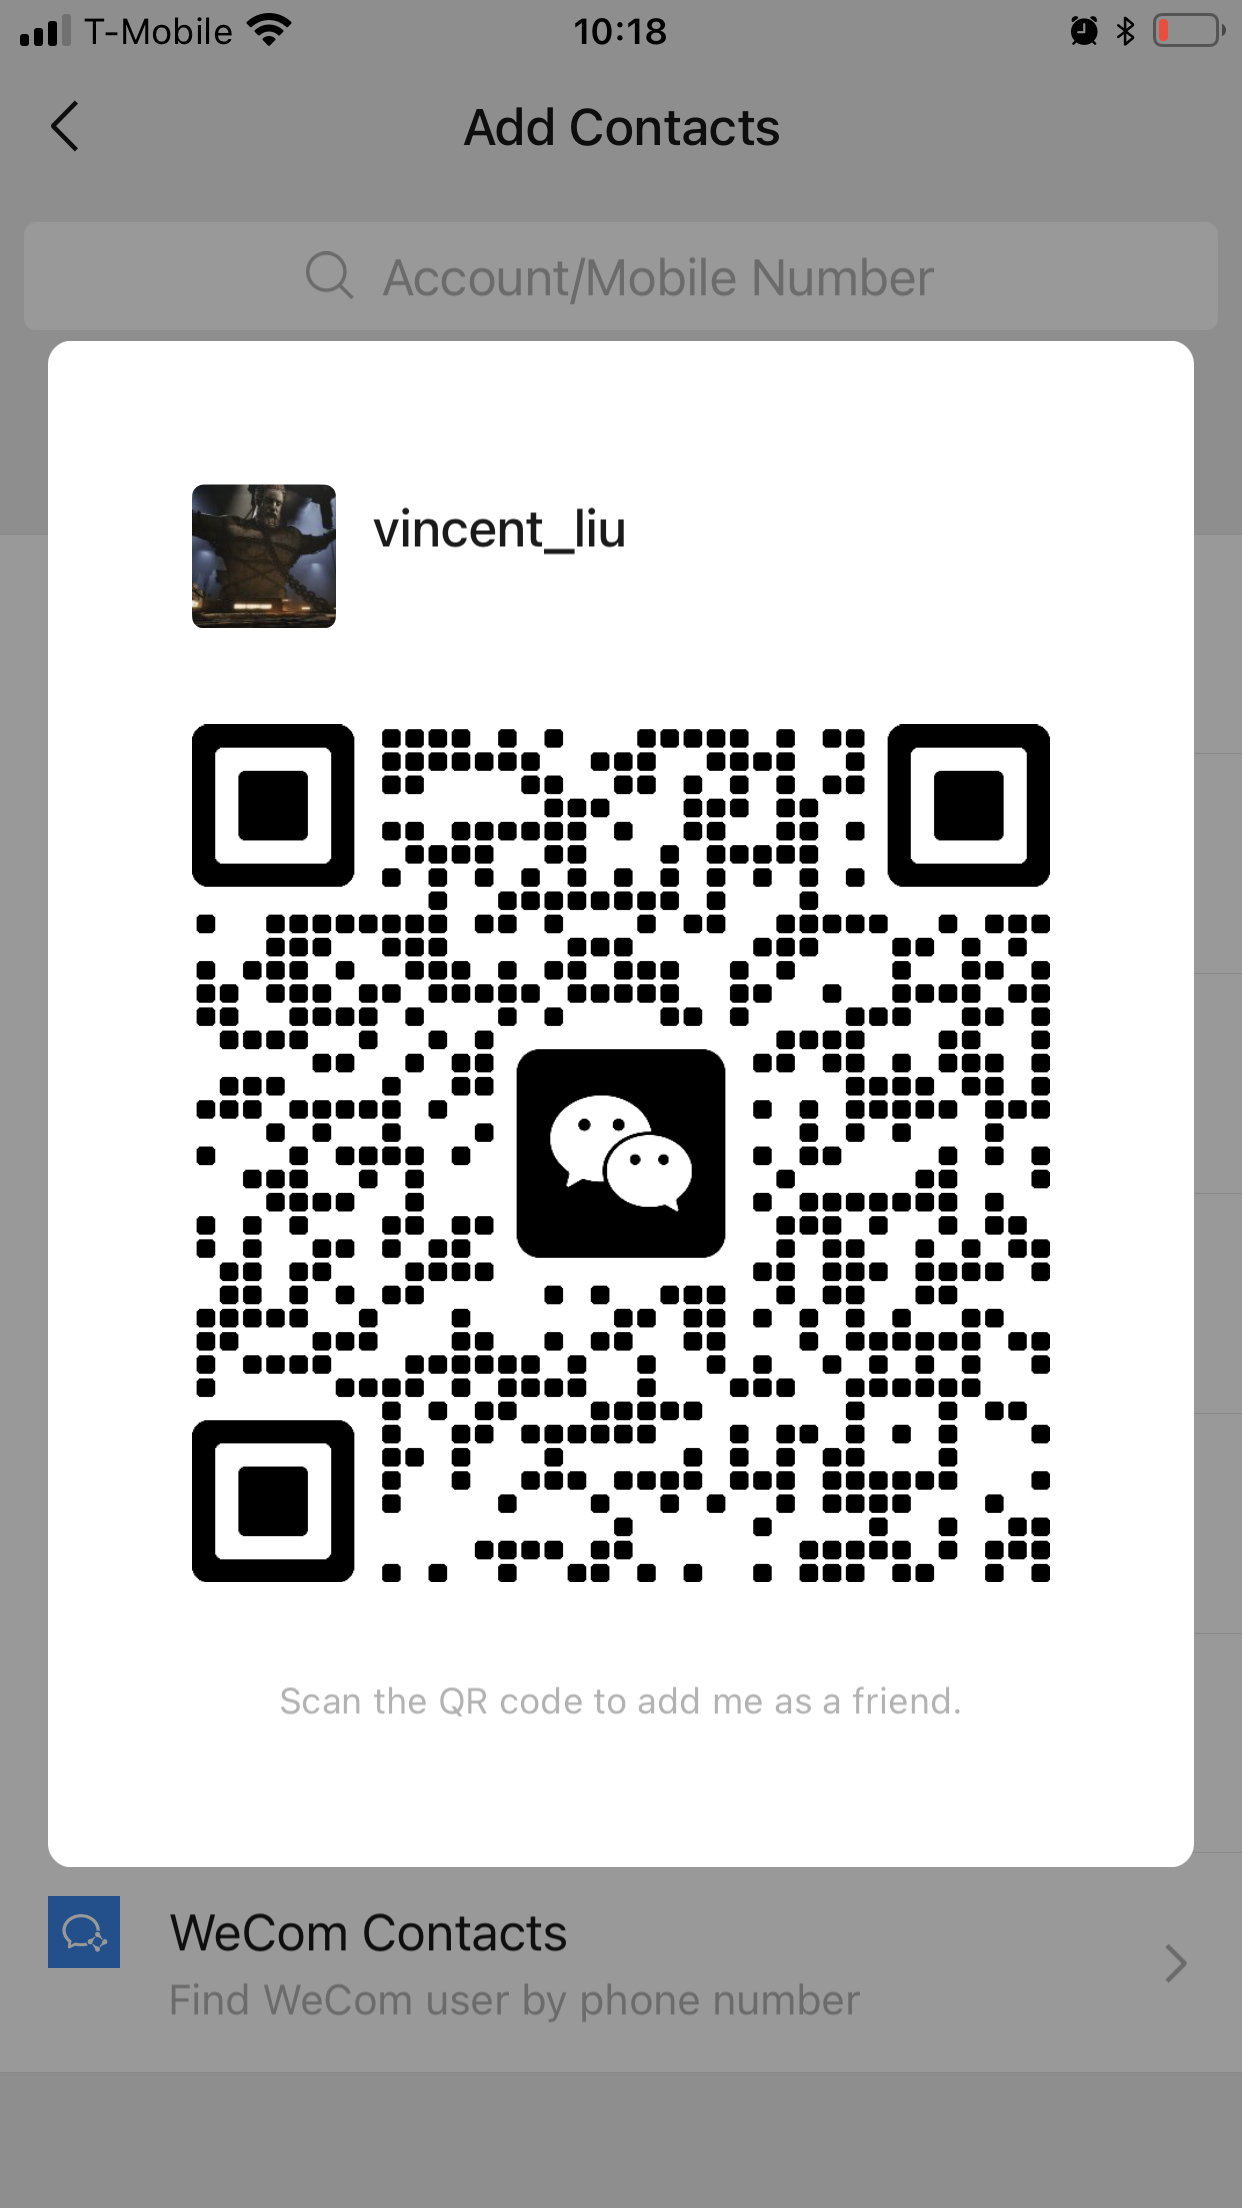 T-Mobile 10:18
Add Contacts
Account/Mobile Number
vincent_liu
Scan the QR code to add me as a friend.
WeCom Contacts
Find WeCom user by phone number